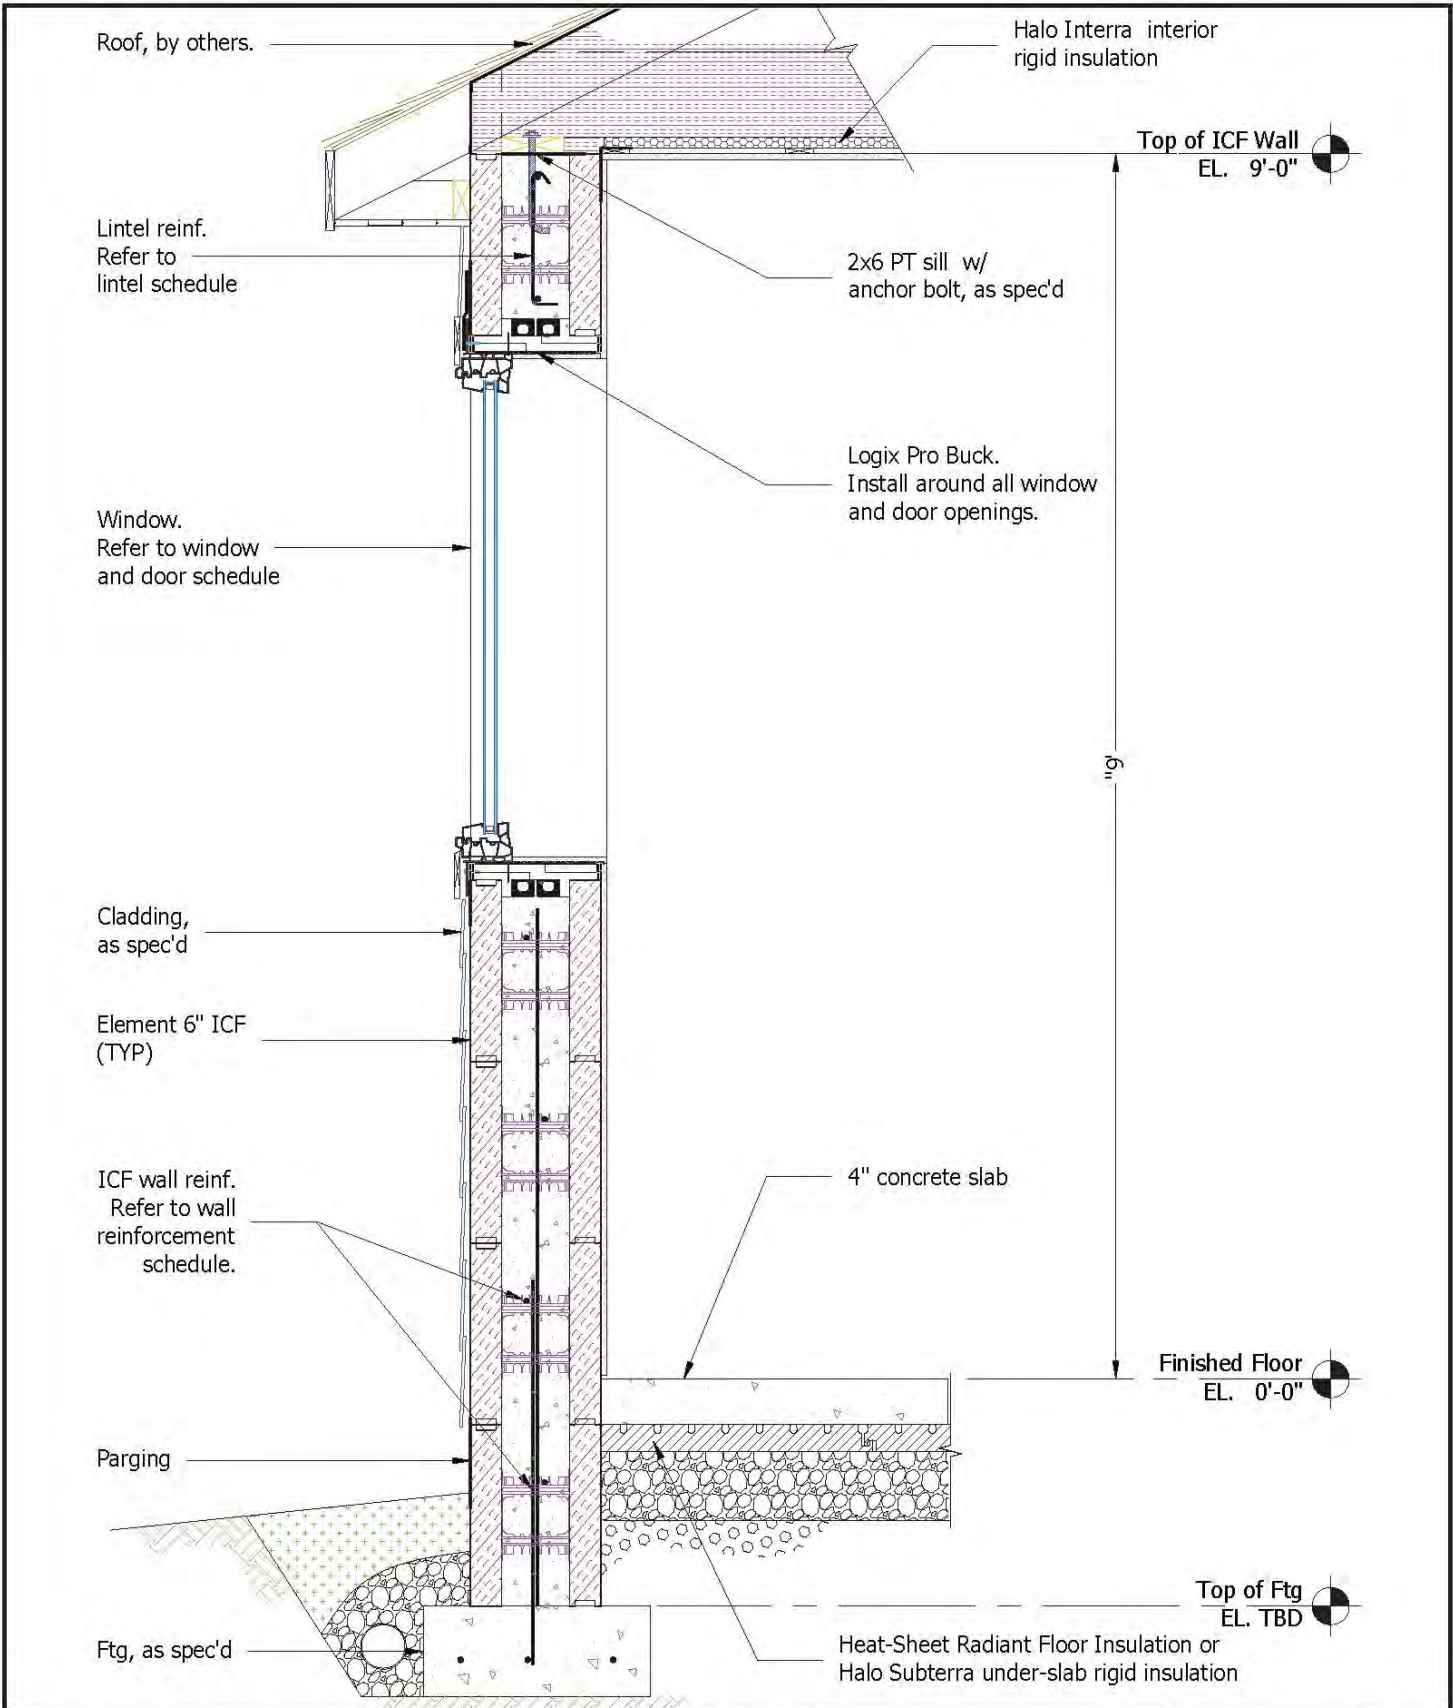 Roof, by others.
Halo Interra interior
rigid insulation
Top of ICF Wall
EL. 9'-0"
Lintel reinf.
Refer to
lintel schedule
2x6 PT sill w/
anchor bolt, as spec'd
Logix Pro Buck.
Install around all window
and door openings.
Window.
Refer to window
and door schedule
9'"
Cladding,
as spec'd
Element 6" ICF
(TYP)
ICF wall reinf.
Refer to wall
reinforcement
schedule.
4" concrete slab
Finished Floor
EL. 0'-0"
Parging
Top of Ftg
EL. TBD
Ftg, as spec'd
Heat-Sheet Radiant Floor Insulation or
Halo Subterra under-slab rigid insulation